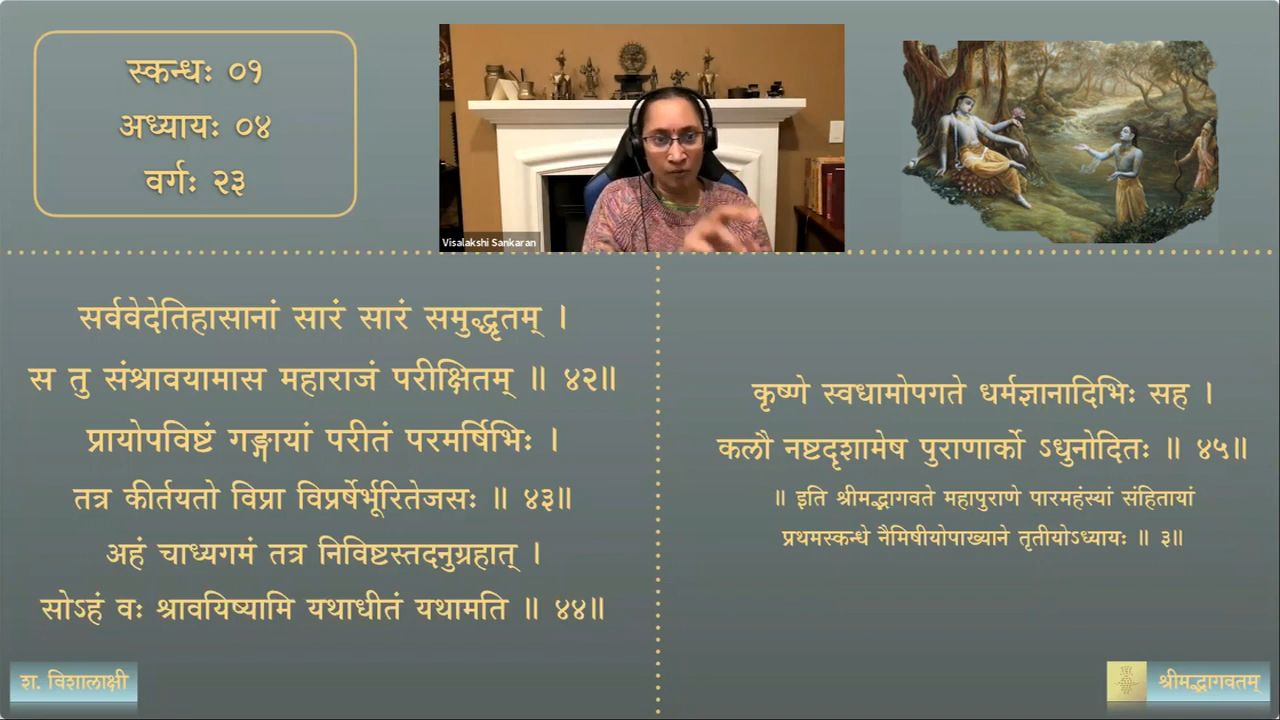 स्कन्धः ०१
अध्यायः ०४
वर्गः २३
Visalakshi Sankaran
सर्ववेदेतिहासानां सारं सारं समुद्धृतम् ।
स तु संश्रावयामास महाराजं परीक्षितम् ॥ ४२॥
प्रायोपविष्टं गङ्गायां परीतं परमर्षिभिः ।
तत्र कीर्तयतो विप्रा विप्रर्षेर्भूरितेजसः ॥ ४३॥
अहं चाध्यगमं तत्र निविष्टस्तदनुग्रहात् ।
सोऽहं वः श्रावयिष्यामि यथाधीतं यथामति ॥ ४४॥
कृष्णे स्वधामोपगते धर्मज्ञानादिभिः सह ।
कलौ नष्टदृशामेष पुराणार्को ऽधुनोदितः ॥ ४५॥
॥ इति श्रीमद्भागवते महापुराणे पारमहंस्यां संहितायां
प्रथमस्कन्धे नैमिषीयोपाख्याने तृतीयोऽध्यायः ॥ ३॥
श. विशालाक्षी
श्रीमद्भागवतम्